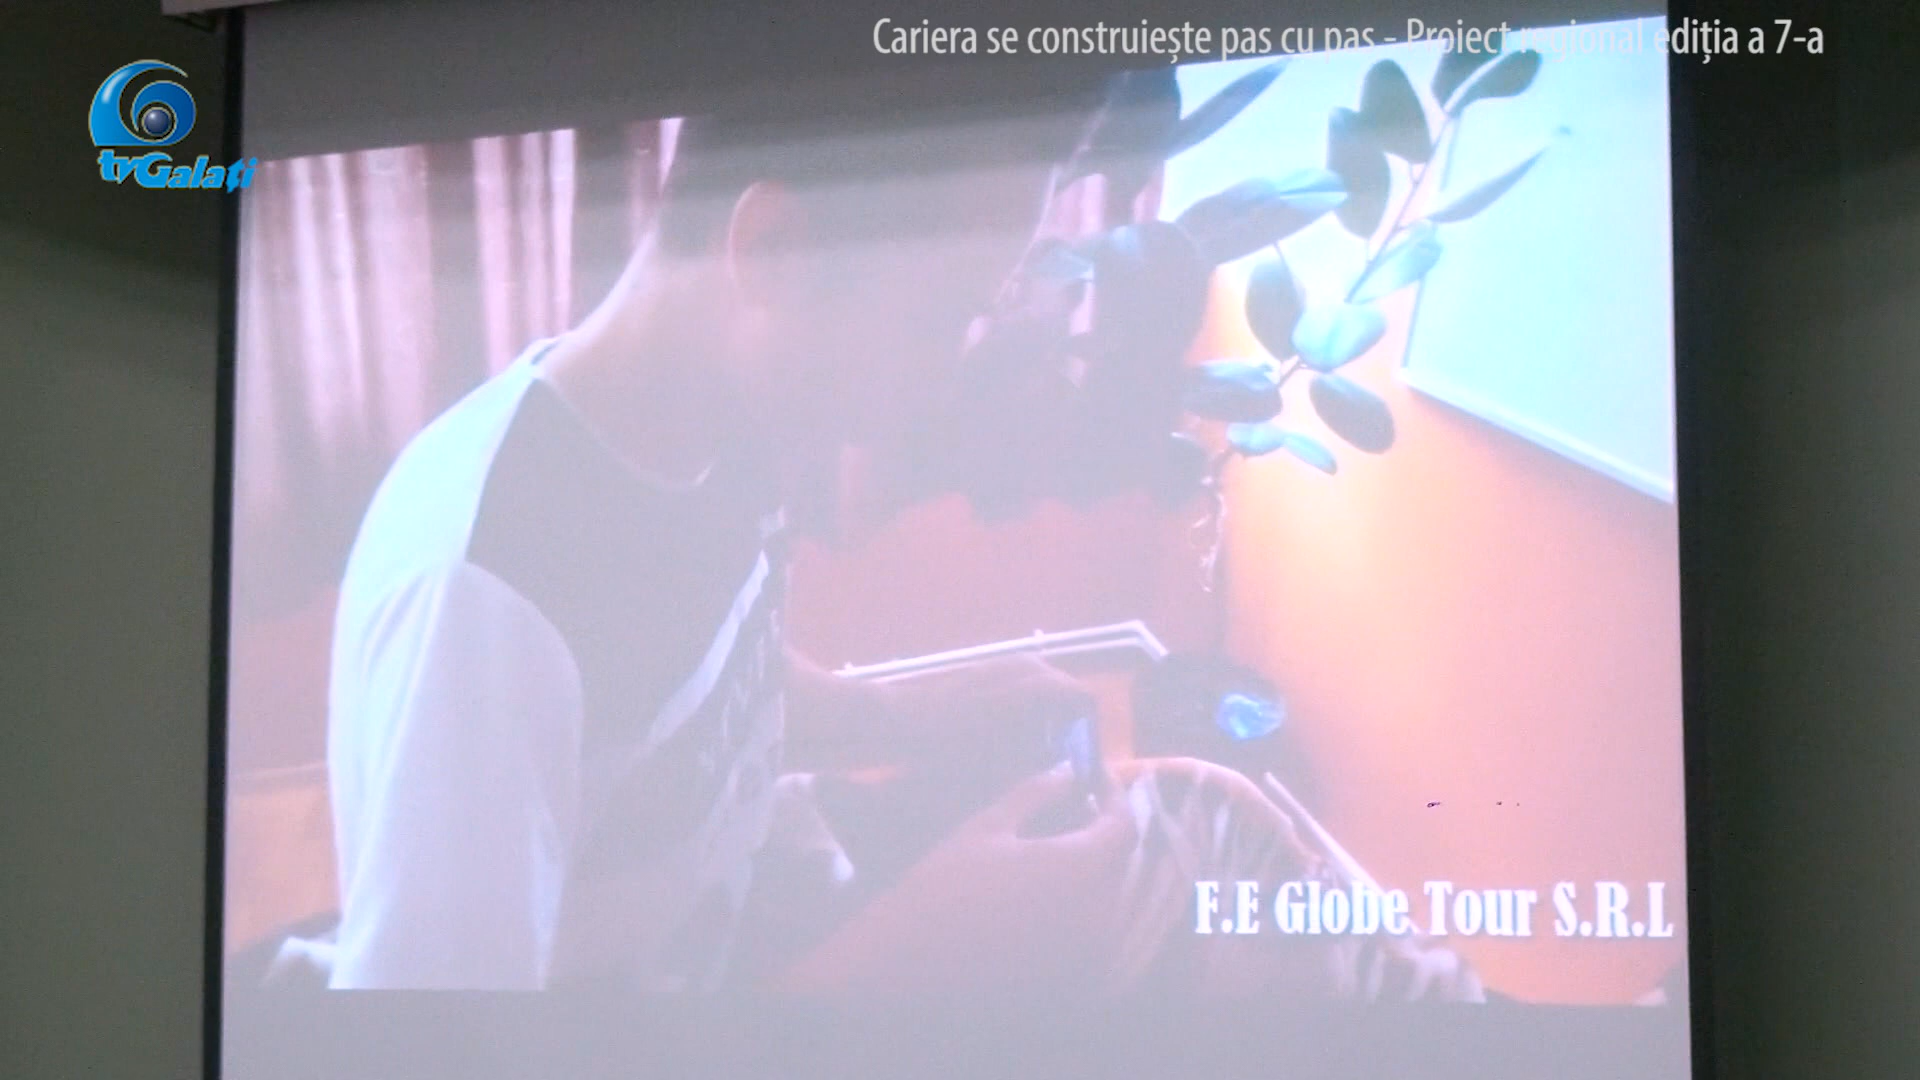 Cariera se construiește pas cu pas - Proiect regional ediția a 7-a
tvGalați
F.E Globe Tour S.R.L